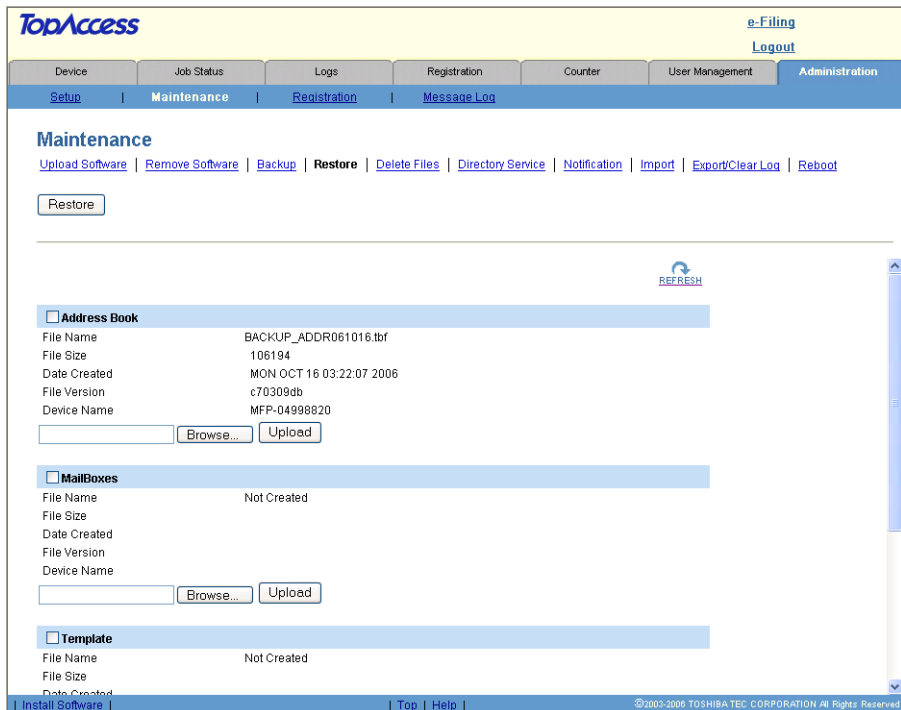 TopAccess
e-Filing
Logout
Device Job Status Logs Registration Counter User Management Administration
Setup | Maintenance | Registration | Message Log
Maintenance
Upload Software | Remove Software | Backup | Restore | Delete Files | Directory Service | Notification | Import | Export/Clear Log | Reboot
Restore
REFRESH
Address Book
File Name BACKUP_ADDR061016.tbf
File Size 106194
Date Created MON OCT 16 03:22:07 2006
File Version c70309db
Device Name MFP-04998820
Browse... Upload
MailBoxes
File Name Not Created
File Size
Date Created
File Version
Device Name
Browse... Upload
Template
File Name Not Created
File Size
Date Created
| Install Software | | Top | Help | ©2003-2006 TOSHIBA TEC CORPORATION All Rights Reserved